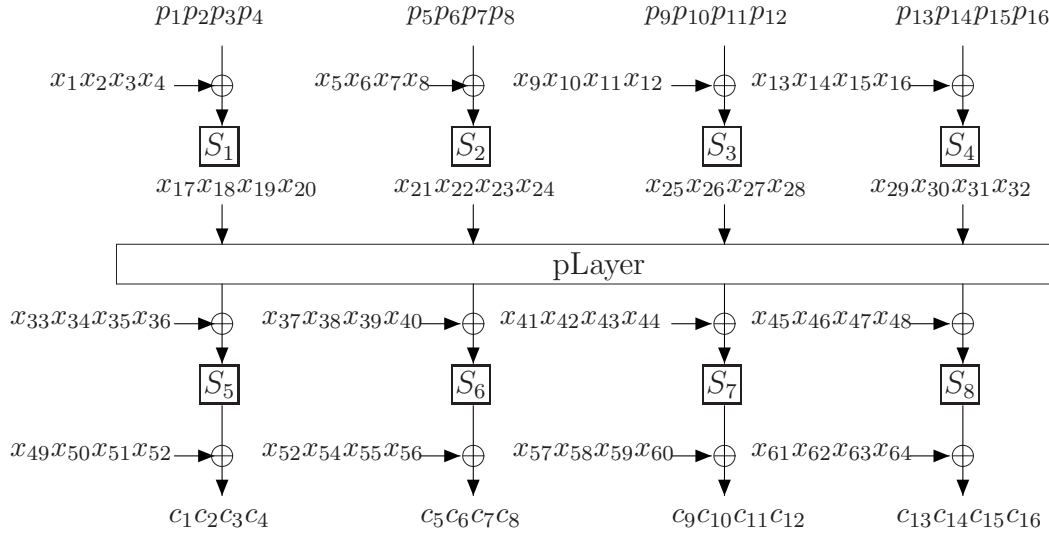 p₁p₂p₃p₄ p₅p₆p₇p₈ p₉p₁₀p₁₁p₁₂ p₁₃p₁₄p₁₅p₁₆
x₁x₂x₃x₄ x₅x₆x₇x₈ x₉x₁₀x₁₁x₁₂ x₁₃x₁₄x₁₅x₁₆
S₁ S₂ S₃ S₄
x₁₇x₁₈x₁₉x₂₀ x₂₁x₂₂x₂₃x₂₄ x₂₅x₂₆x₂₇x₂₈ x₂₉x₃₀x₃₁x₃₂
pLayer
x₃₃x₃₄x₃₅x₃₆ x₃₇x₃₈x₃₉x₄₀ x₄₁x₄₂x₄₃x₄₄ x₄₅x₄₆x₄₇x₄₈
S₅ S₆ S₇ S₈
x₄₉x₅₀x₅₁x₅₂ x₅₂x₅₄x₅₅x₅₆ x₅₇x₅₈x₅₉x₆₀ x₆₁x₆₂x₆₃x₆₄
c₁c₂c₃c₄ c₅c₆c₇c₈ c₉c₁₀c₁₁c₁₂ c₁₃c₁₄c₁₅c₁₆